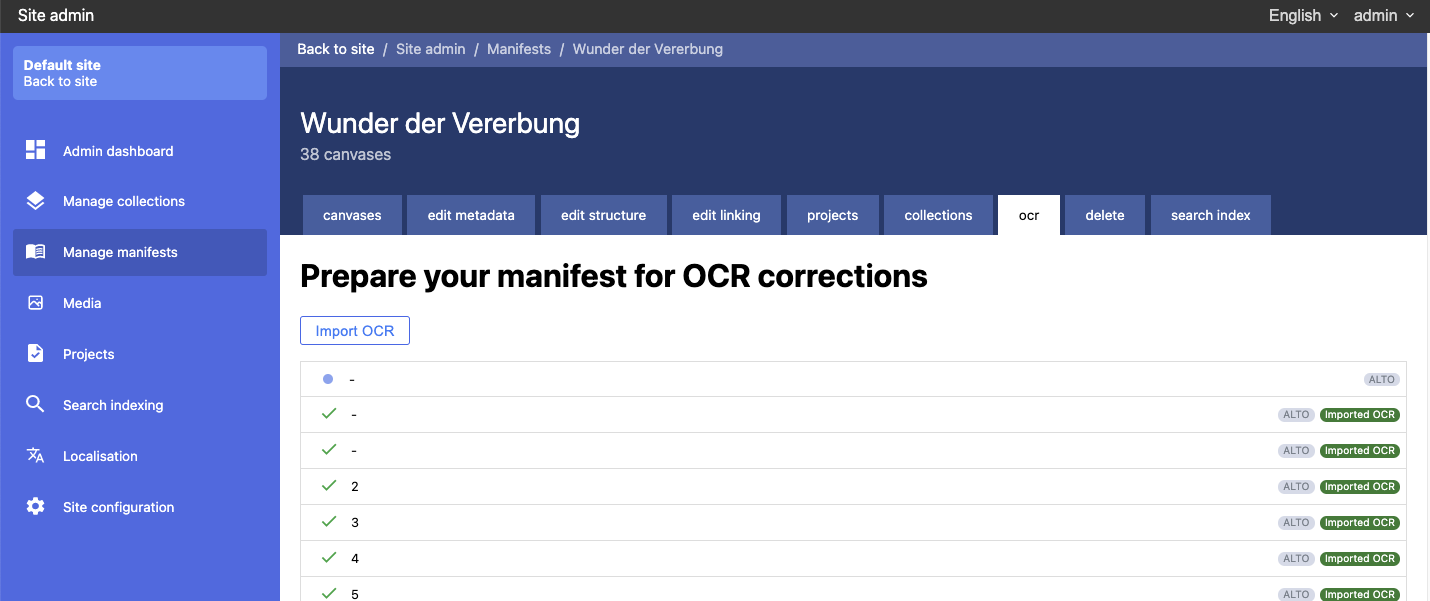 Site admin
English admin
Default site
Back to site
Admin dashboard
Manage collections
Manage manifests
Media
Projects
Search indexing
Localisation
Site configuration
Back to site / Site admin / Manifests / Wunder der Vererbung
Wunder der Vererbung
38 canvases
canvases edit metadata edit structure edit linking projects collections ocr delete search index
Prepare your manifest for OCR corrections
Import OCR
- ALTO
- ALTO Imported OCR
- ALTO Imported OCR
2 ALTO Imported OCR
3 ALTO Imported OCR
4 ALTO Imported OCR
5 ALTO Imported OCR